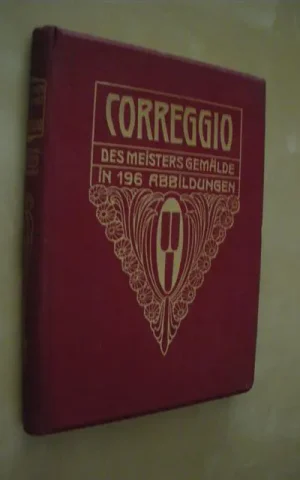 CORREGGIO
DES MEISTERS GEMÄLDE
IN 196 ABBILDUNGEN